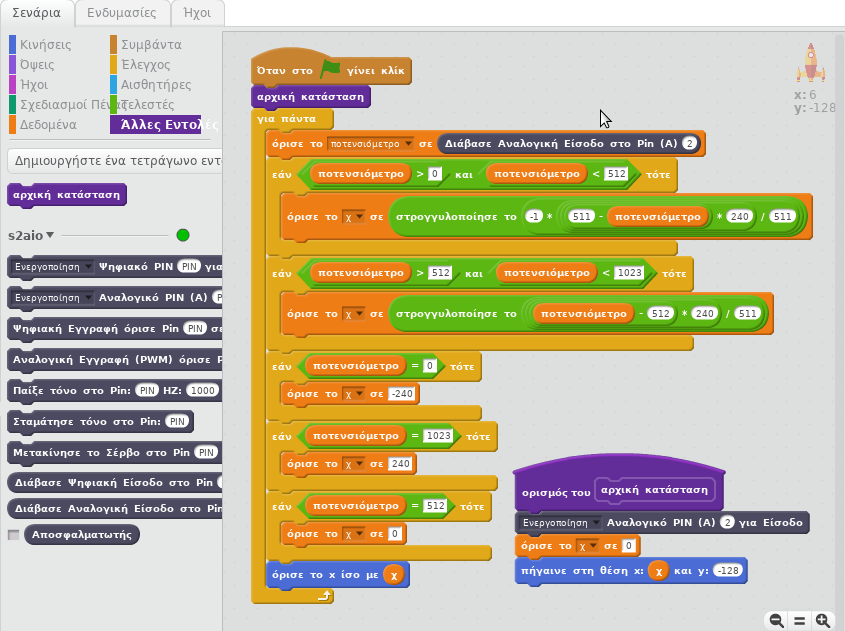 Σενάρια Ενδυμασίες Ήχοι
Κινήσεις Συμβάντα
Όψεις Έλεγχος
Ήχοι Αισθητήρες
Σχεδιασμοί Τελεστές
Δεδομένα Άλλες Εντολές
Δημιουργήστε ένα τετράγωνο
αρχική κατάσταση
s2aio
Ενεργοποίηση Ψηφιακό PIN PIN για
Ενεργοποίηση Αναλογικό PIN (A)
Ψηφιακή Εγγραφή όρισε Pin PIN σε
Αναλογική Εγγραφή (PWM) όρισε
Παίξε τόνο στο Pin: PIN HZ: 1000
Σταμάτησε τόνο στο Pin: PIN
Μετακίνησε το Σέρβο στο Pin PIN
Διάβασε Ψηφιακή Είσοδο στο Pin
Διάβασε Αναλογική Είσοδο στο Pin
Αποσφαλματωτής
Όταν στο γίνει κλίκ
αρχική κατάσταση
για πάντα
όρισε το ποτενσιόμετρο σε Διάβασε Αναλογική Είσοδο στο Pin (A) 2
εάν ποτενσιόμετρο > 0 και ποτενσιόμετρο < 512 τότε
όρισε το χ σε στρογγυλοποίησε το -1 * 511 - ποτενσιόμετρο * 240 / 511
εάν ποτενσιόμετρο > 512 και ποτενσιόμετρο < 1023 τότε
όρισε το χ σε στρογγυλοποίησε το ποτενσιόμετρο - 512 * 240 / 511
εάν ποτενσιόμετρο = 0 τότε
όρισε το χ σε -240
εάν ποτενσιόμετρο = 1023 τότε
όρισε το χ σε 240
εάν ποτενσιόμετρο = 512 τότε
όρισε το χ σε 0
όρισε το x ίσο με χ
ορισμός του αρχική κατάσταση
Ενεργοποίηση Αναλογικό PIN (A) 2 για Είσοδο
όρισε το χ σε 0
πήγαινε στη θέση x: χ και y: -128
x: 6
y: -128